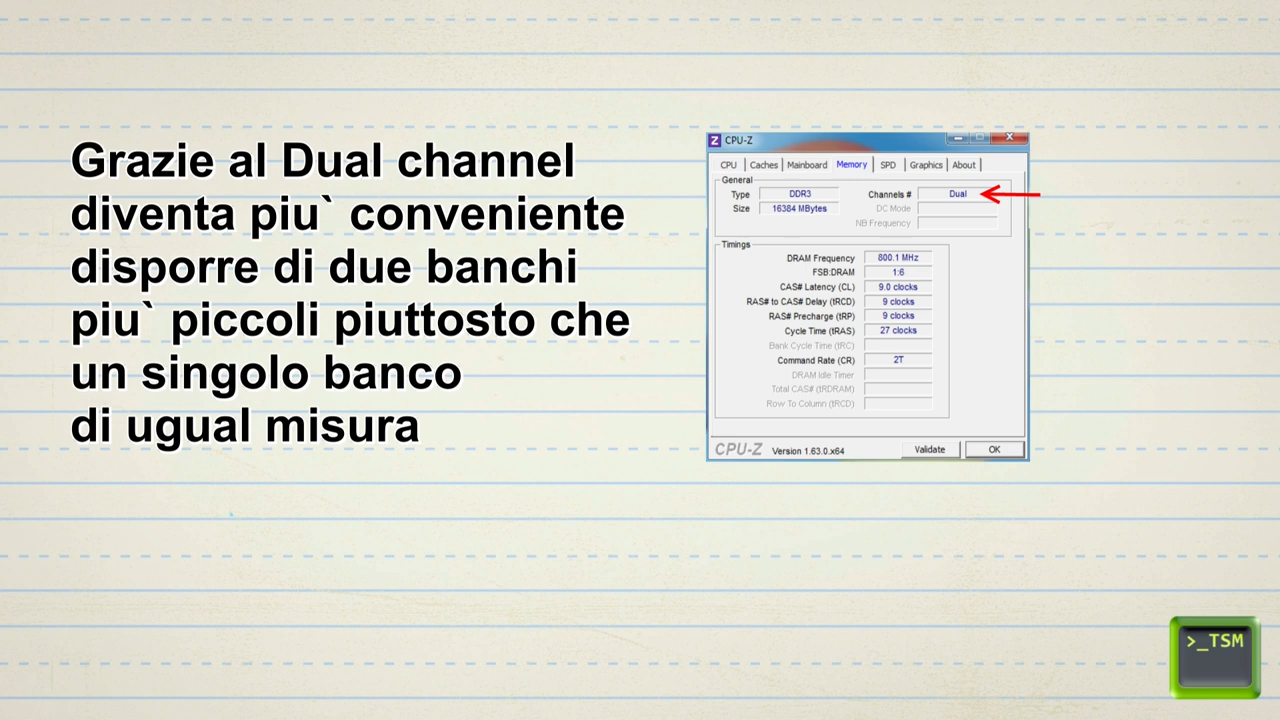 Grazie al Dual channel
diventa piu` conveniente
disporre di due banchi
piu` piccoli piuttosto che
un singolo banco
di ugual misura
CPU-Z
CPU Caches Mainboard Memory SPD Graphics About
General
Type DDR3 Channels # Dual
Size 16384 MBytes DC Mode
NB Frequency
Timings
DRAM Frequency 800.1 MHz
FSB:DRAM 1:6
CAS# Latency (CL) 9.0 clocks
RAS# to CAS# Delay (tRCD) 9 clocks
RAS# Precharge (tRP) 9 clocks
Cycle Time (tRAS) 27 clocks
Bank Cycle Time (tRC)
Command Rate (CR) 2T
DRAM Idle Timer
Total CAS# (tRDRAM)
Row To Column (tRCD)
CPU-Z Version 1.63.0.x64 Validate OK
>_TSM